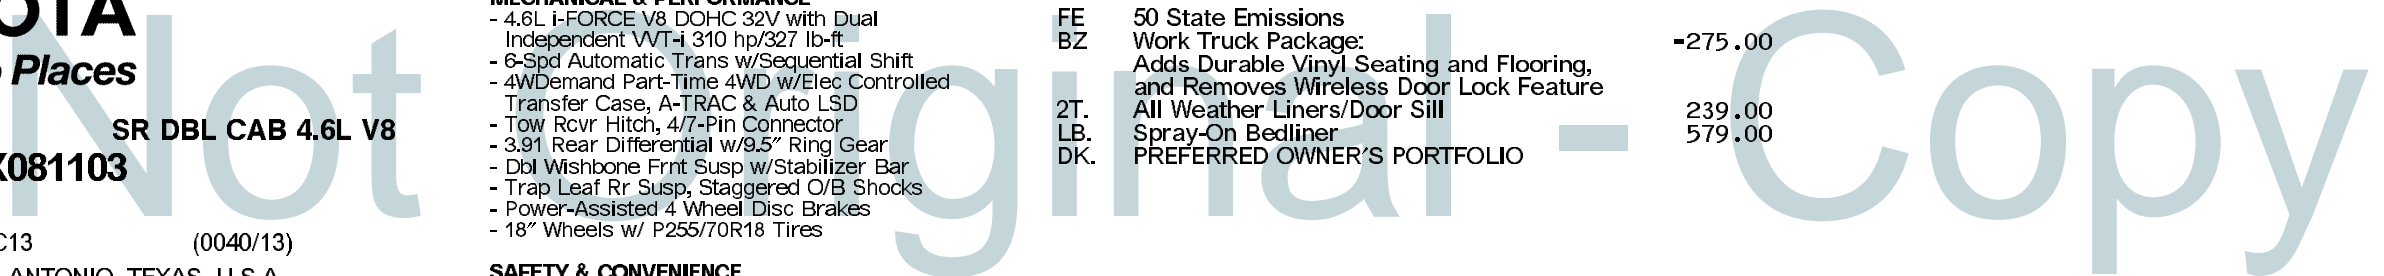 OTA
Places
SR DBL CAB 4.6L V8
X081103
C13 (0040/13)
ANTONIO, TEXAS, U.S.A.
MECHANICAL & PERFORMANCE
- 4.6L i-FORCE V8 DOHC 32V with Dual
Independent VVT-i 310 hp/327 lb-ft
- 6-Spd Automatic Trans w/Sequential Shift
- 4WDemand Part-Time 4WD w/Elec Controlled
Transfer Case, A-TRAC & Auto LSD
- Tow Rcvr Hitch, 4/7-Pin Connector
- 3.91 Rear Differential w/9.5" Ring Gear
- Dbl Wishbone Frnt Susp w/Stabilizer Bar
- Trap Leaf Rr Susp, Staggered O/B Shocks
- Power-Assisted 4 Wheel Disc Brakes
- 18" Wheels w/ P255/70R18 Tires
SAFETY & CONVENIENCE
FE 50 State Emissions
BZ Work Truck Package: -275.00
Adds Durable Vinyl Seating and Flooring,
and Removes Wireless Door Lock Feature
2T. All Weather Liners/Door Sill 239.00
LB. Spray-On Bedliner 579.00
DK. PREFERRED OWNER'S PORTFOLIO
Not Original - Copy